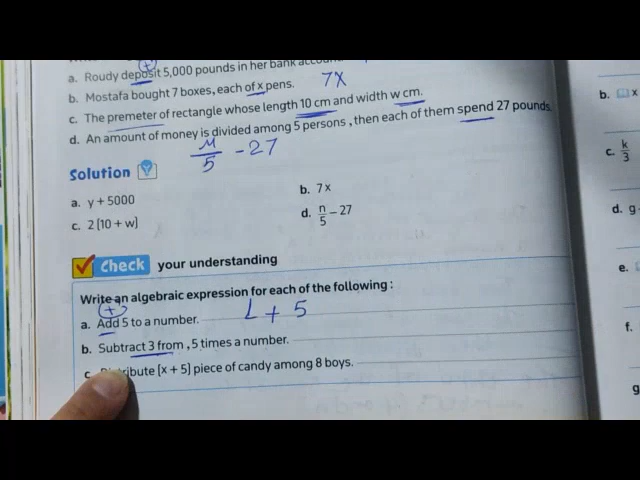 (+)
a. Roudy deposit 5,000 pounds in her bank accou
b. Mostafa bought 7 boxes, each of x pens. 7X
c. The premeter of rectangle whose length 10 cm and width w cm.
d. An amount of money is divided among 5 persons, then each of them spend 27 pounds.
M/5 - 27
Solution
a. y + 5000
b. 7x
c. 2 [10 + w]
d. n/5 - 27
Check your understanding
Write an algebraic expression for each of the following:
(+)
a. Add 5 to a number. L + 5
b. Subtract 3 from, 5 times a number.
c. Distribute [x + 5] piece of candy among 8 boys.
b. x
c. k/3
d. g
e.
f.
g